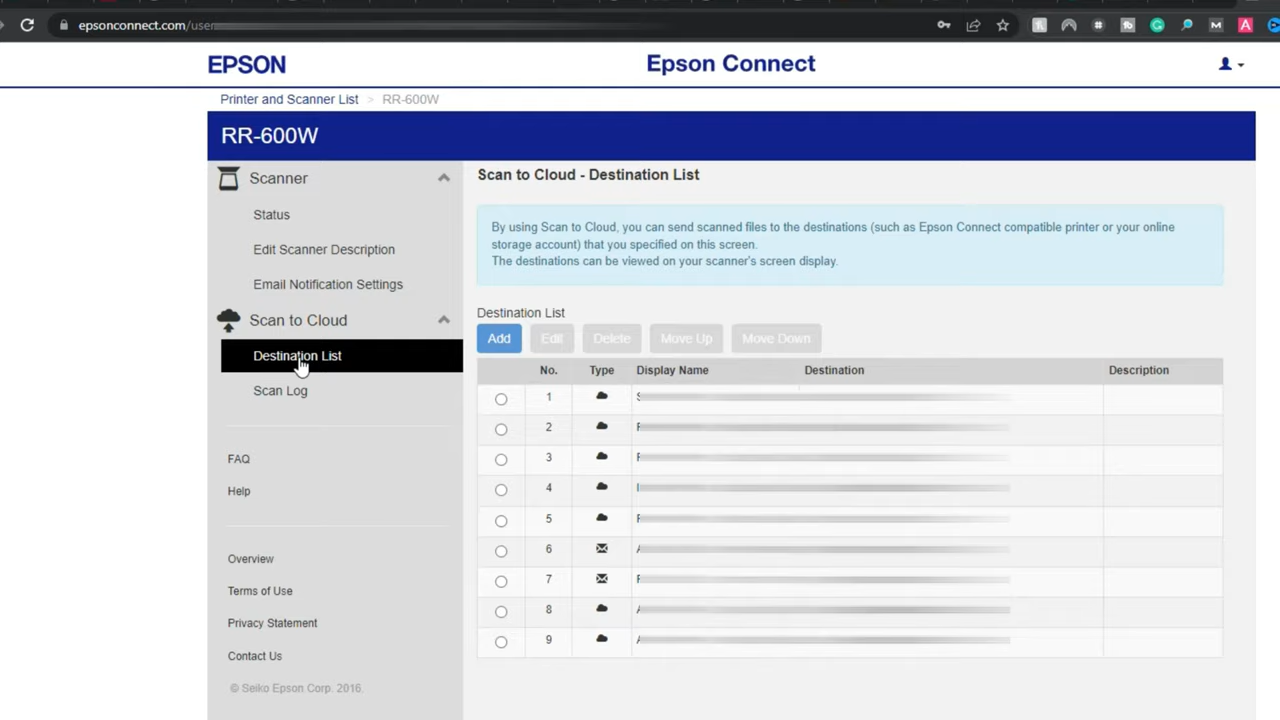 epsonconnect.com/user
EPSON
Epson Connect
Printer and Scanner List > RR-600W
RR-600W
Scanner
Status
Edit Scanner Description
Email Notification Settings
Scan to Cloud
Destination List
Scan Log
FAQ
Help
Overview
Terms of Use
Privacy Statement
Contact Us
© Seiko Epson Corp. 2016.
Scan to Cloud - Destination List
By using Scan to Cloud, you can send scanned files to the destinations (such as Epson Connect compatible printer or your online
storage account) that you specified on this screen.
The destinations can be viewed on your scanner's screen display.
Destination List
Add Edit Delete Move Up Move Down
No. Type Display Name Destination Description
1
2
3
4
5
6
7
8
9